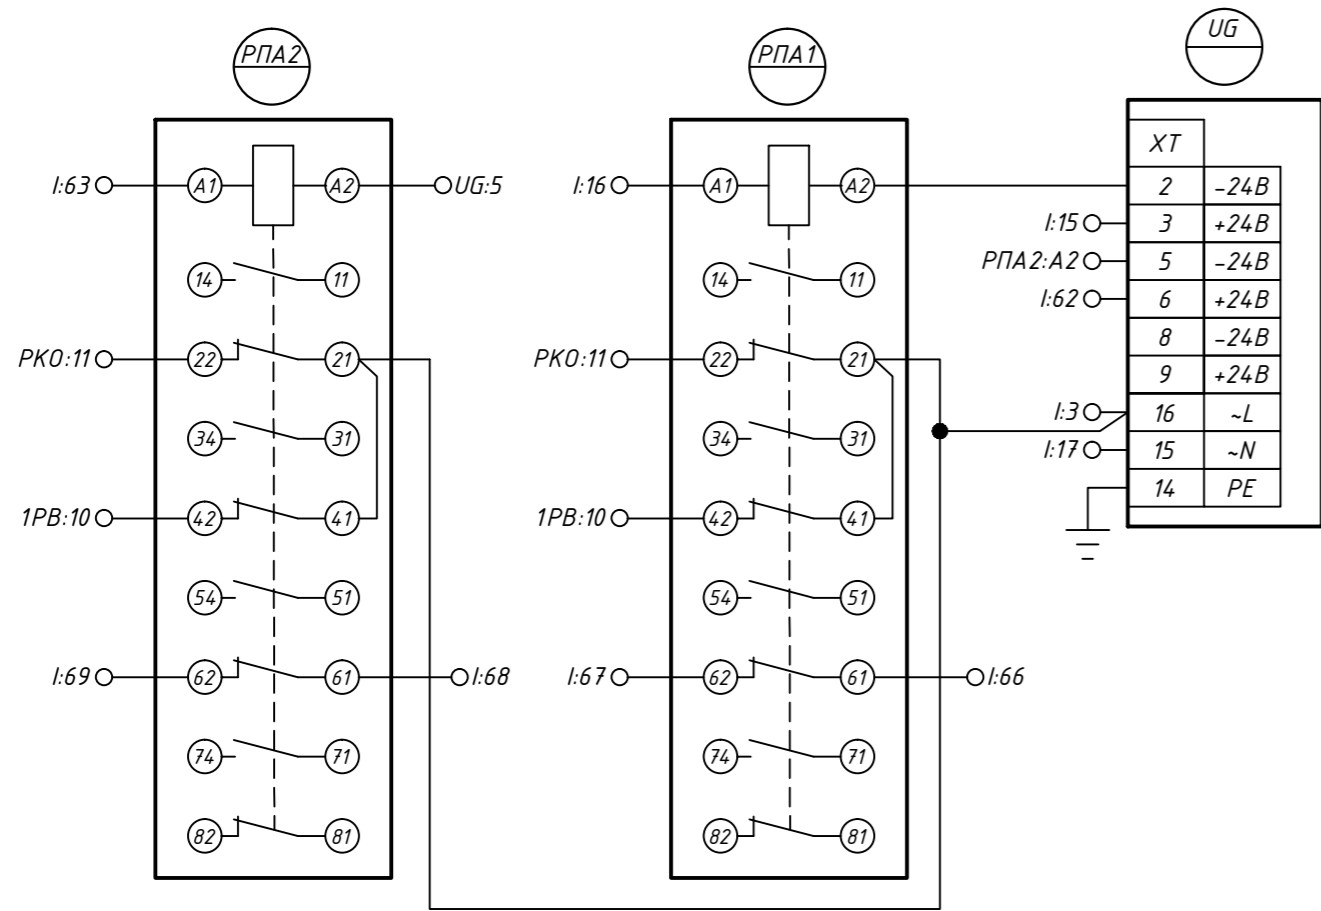 РПА2
РПА1
UG
XT
I:63 A1 A2 UG:5
I:16 A1 A2
2 -24В
I:15 3 +24В
РПА2:А2 5 -24В
I:62 6 +24В
8 -24В
9 +24В
I:3 16 ~L
I:17 15 ~N
14 PE
14 11
14 11
РКО:11 22 21
РКО:11 22 21
34 31
34 31
1РВ:10 42 41
1РВ:10 42 41
54 51
54 51
I:69 62 61 I:68
I:67 62 61 I:66
74 71
74 71
82 81
82 81